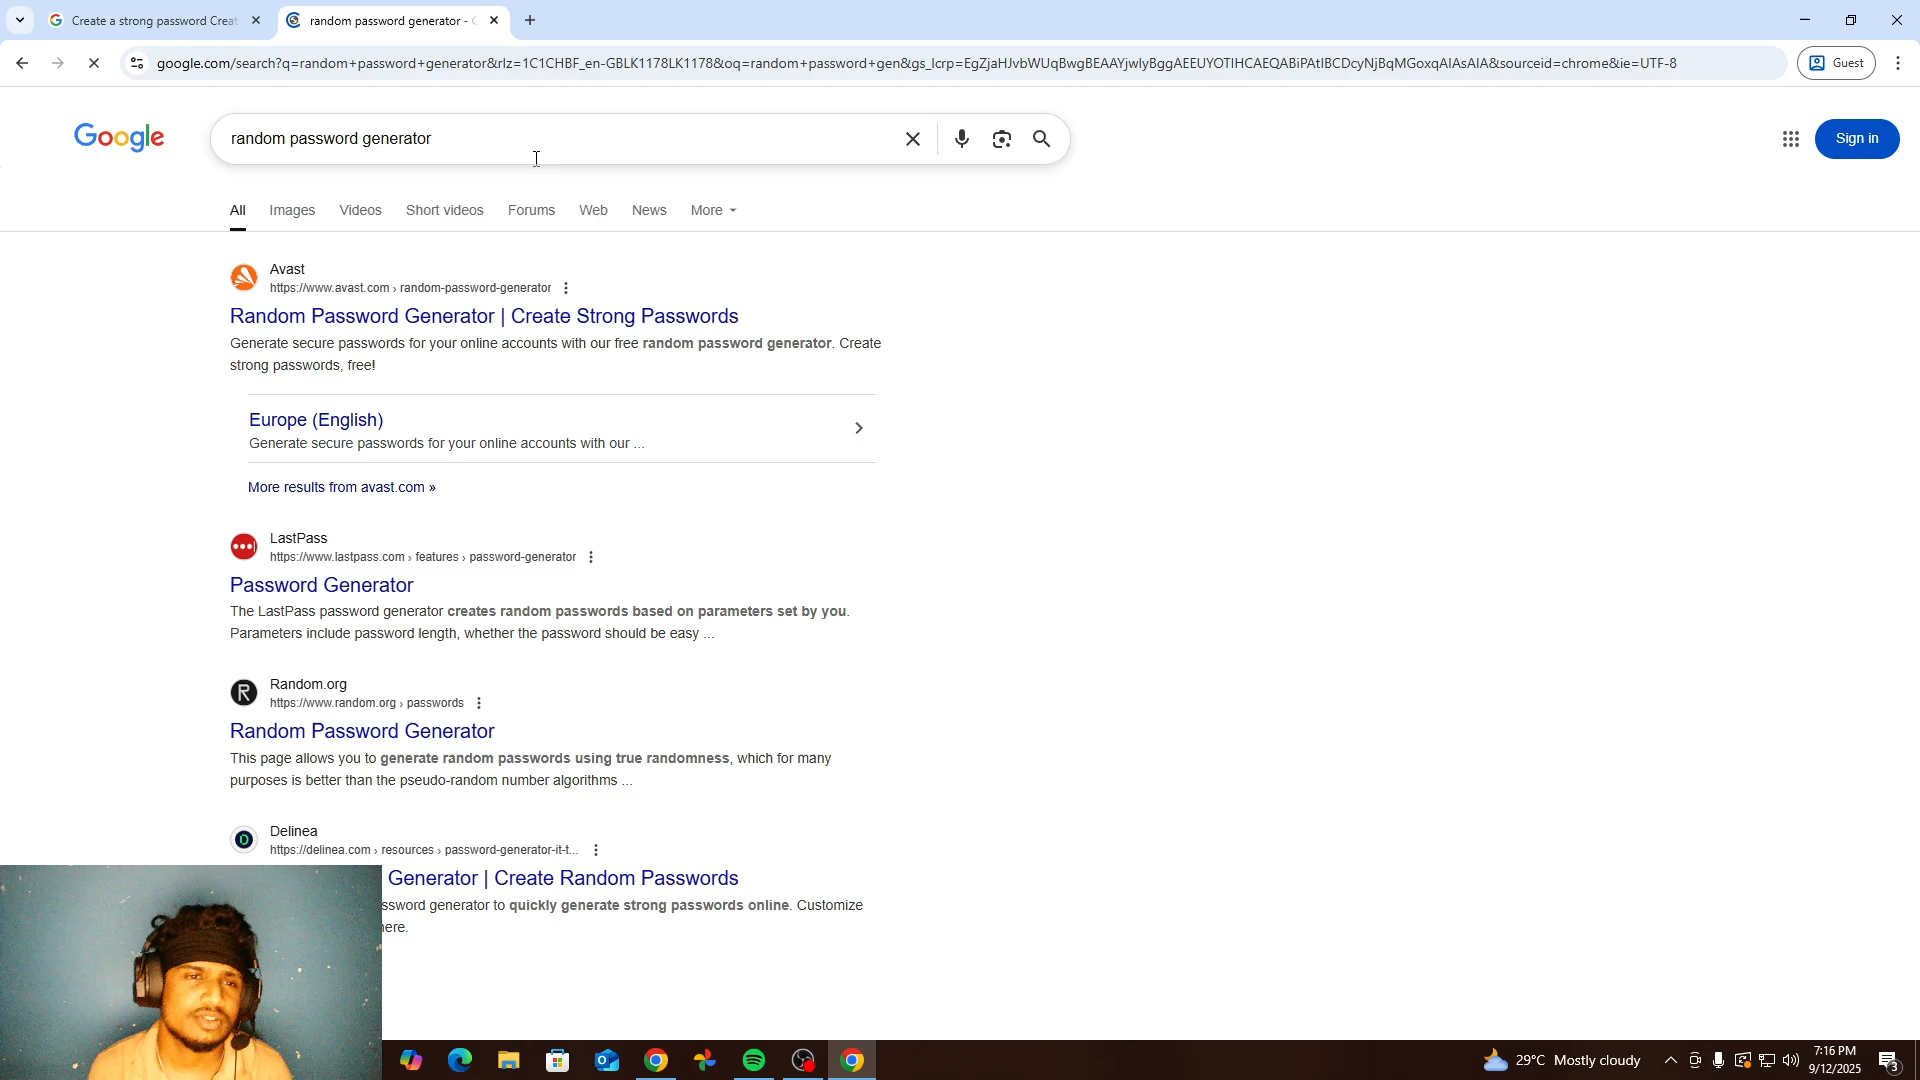 Create a strong password Creat
random password generator - G
google.com/search?q=random+password+generator&rlz=1C1CHBF_en-GBLK1178LK1178&oq=random+password+gen&gs_lcrp=EgZjaHJvbWUqBwgBEAAYjwIyBggAEEUYOTIHCAEQABiPAtIBCDcyNjBqMGoxqAIAsAIA&sourceid=chrome&ie=UTF-8
Guest
Google
random password generator
Sign in
All
Images
Videos
Short videos
Forums
Web
News
More
Avast
https://www.avast.com › random-password-generator
Random Password Generator | Create Strong Passwords
Generate secure passwords for your online accounts with our free random password generator. Create
strong passwords, free!
Europe (English)
Generate secure passwords for your online accounts with our ...
More results from avast.com »
LastPass
https://www.lastpass.com › features › password-generator
Password Generator
The LastPass password generator creates random passwords based on parameters set by you.
Parameters include password length, whether the password should be easy ...
R
Random.org
https://www.random.org › passwords
Random Password Generator
This page allows you to generate random passwords using true randomness, which for many
purposes is better than the pseudo-random number algorithms ...
D
Delinea
https://delinea.com › resources › password-generator-it-t...
Generator | Create Random Passwords
ssword generator to quickly generate strong passwords online. Customize
here.
29°C Mostly cloudy
7:16 PM
9/12/2025
3